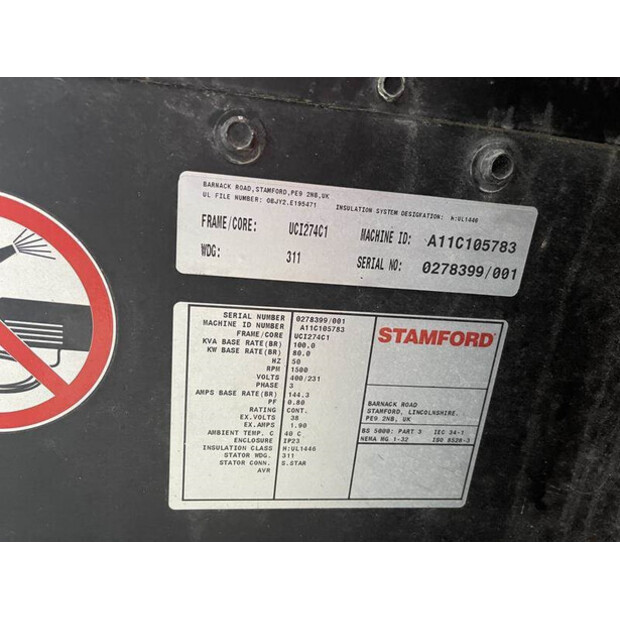 BARNACK ROAD,STAMFORD,PE9 2NB,UK
UL FILE NUMBER: OBJY2.E195471 INSULATION SYSTEM DESIGFATION: H:UL1446
FRAME/CORE: UCI274C1 MACHINE ID: A11C105783
WDG: 311 SERIAL NO: 0278399/001
SERIAL NUMBER 0278399/001
MACHINE ID NUMBER A11C105783
FRAME/CORE UCI274C1
KVA BASE RATE(BR) 100.0
KW BASE RATE(BR) 80.0
HZ 50
RPM 1500
VOLTS 400/231
PHASE 3
AMPS BASE RATE(BR) 144.3
PF 0.80
RATING CONT.
EX.VOLTS 38
EX.AMPS 1.90
AMBIENT TEMP. C 40 C
ENCLOSURE IP23
INSULATION CLASS H:UL1446
STATOR WDG. 311
STATOR CONN. S.STAR
AVR
STAMFORD
BARNACK ROAD
STAMFORD, LINCOLNSHIRE.
PE9 2NB, UK
BS 5000: PART 3 IEC 34-1
NEMA MG 1-32 ISO 8528-3